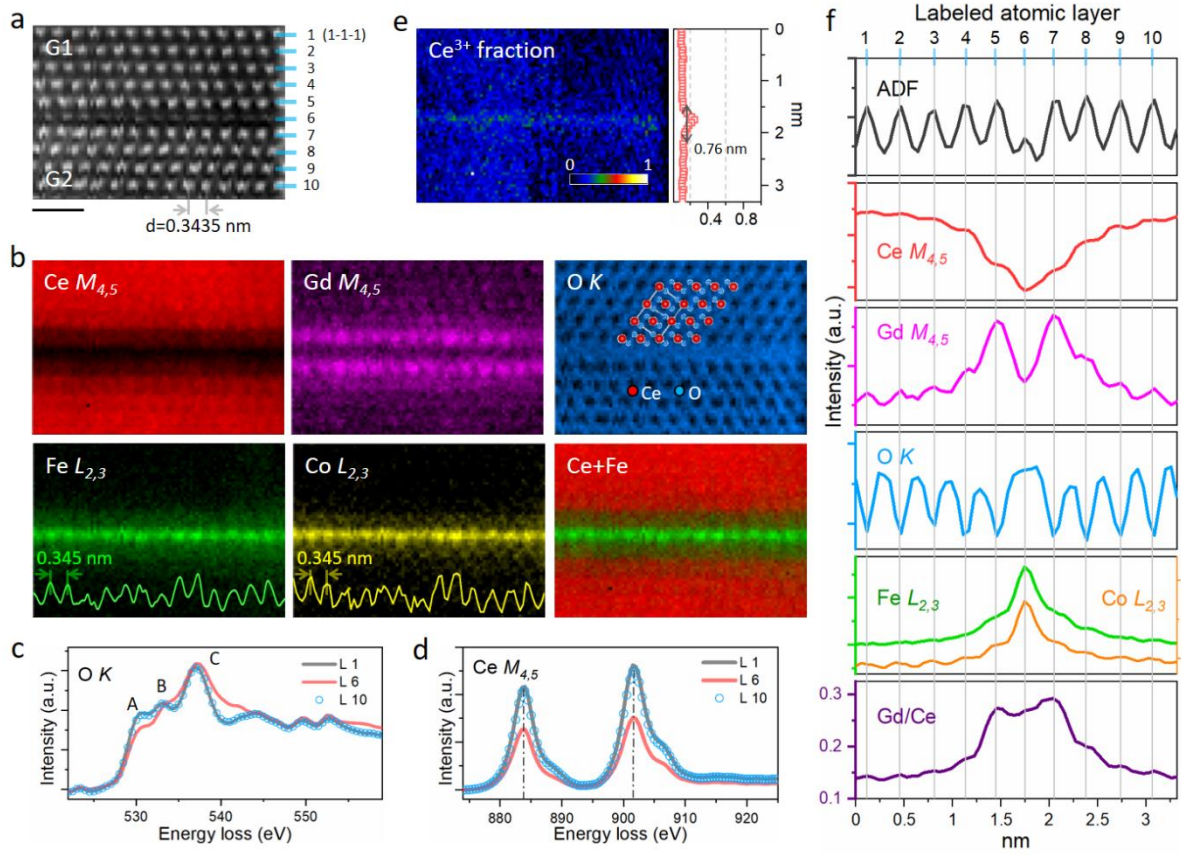 a
G1
G2
1 (1-1-1)
2
3
4
5
6
7
8
9
10
d=0.3435 nm
e
Ce3+ fraction
0 1
0.76 nm
0
1
2
3
nm
0.4 0.8
b
Ce M4,5
Gd M4,5
O K
Ce O
Fe L2,3
0.345 nm
Co L2,3
0.345 nm
Ce+Fe
c
O K
A
B
C
L 1
L 6
L 10
Intensity (a.u.)
530 540 550
Energy loss (eV)
d
Ce M4,5
L 1
L 6
L 10
Intensity (a.u.)
880 890 900 910 920
Energy loss (eV)
f
Labeled atomic layer
1 2 3 4 5 6 7 8 9 10
ADF
Ce M4,5
Gd M4,5
O K
Fe L2,3
Co L2,3
Gd/Ce
Intensity (a.u.)
0.3
0.2
0.1
0 0.5 1 1.5 2 2.5 3
nm